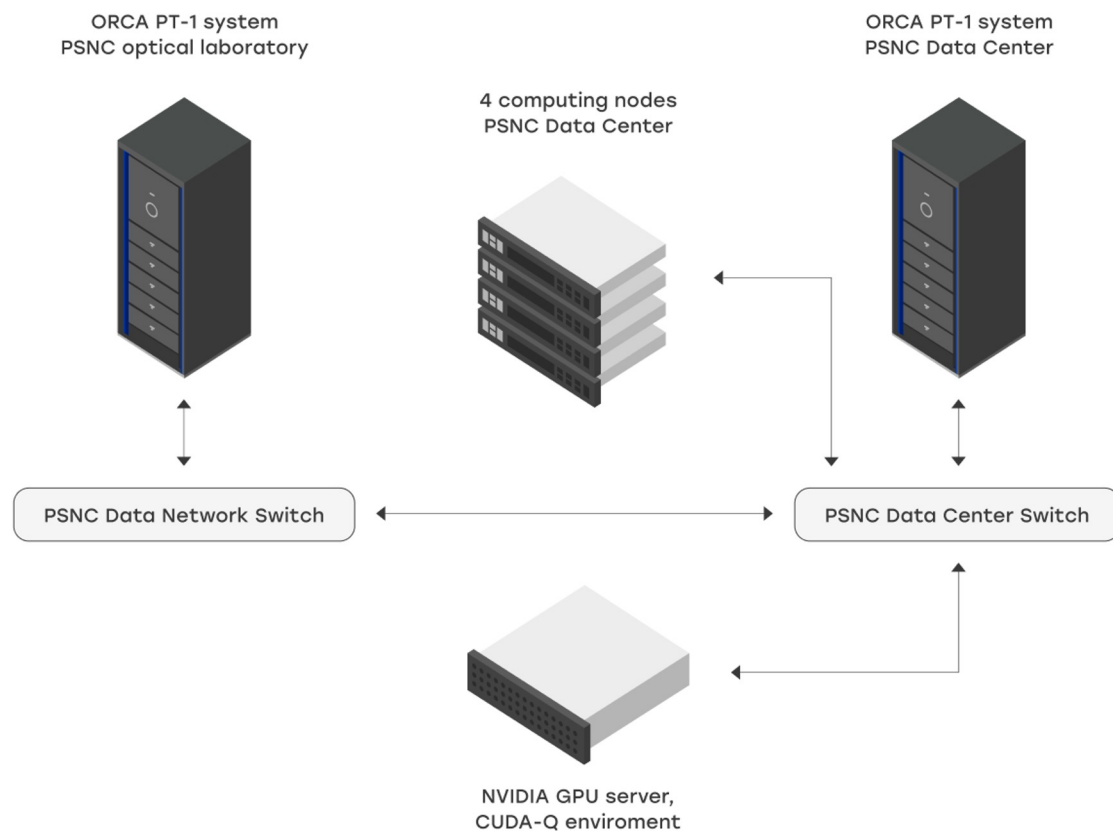 ORCA PT-1 system
PSNC optical laboratory
ORCA PT-1 system
PSNC Data Center
4 computing nodes
PSNC Data Center
PSNC Data Network Switch
PSNC Data Center Switch
NVIDIA GPU server,
CUDA-Q enviroment